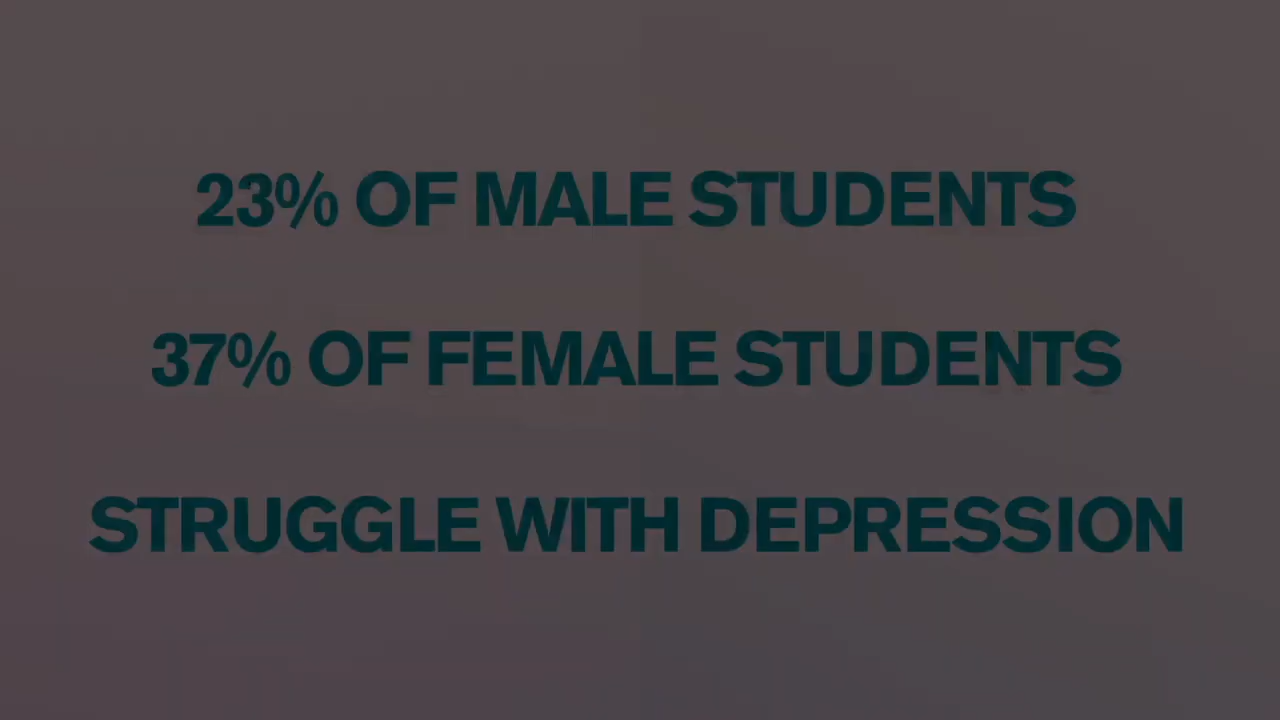 23% OF MALE STUDENTS
37% OF FEMALE STUDENTS
STRUGGLE WITH DEPRESSION